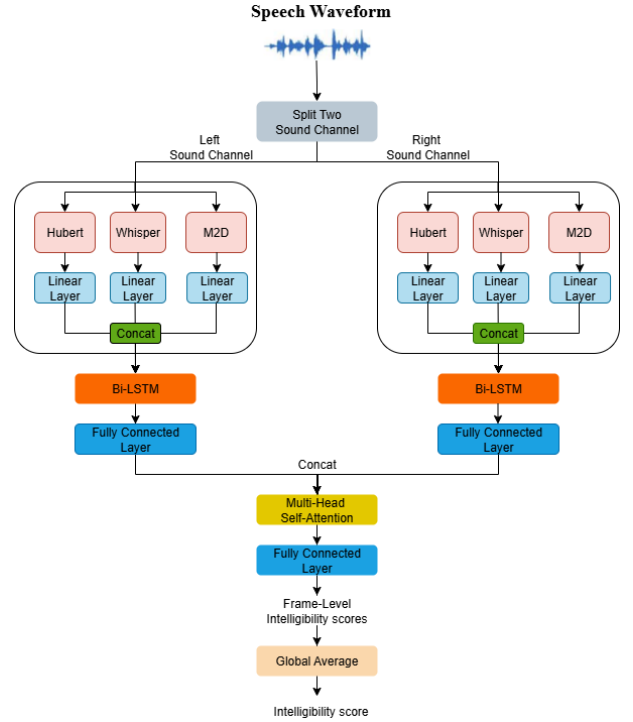 Speech Waveform
Split Two
Sound Channel
Left
Sound Channel
Right
Sound Channel
Hubert
Whisper
M2D
Linear
Layer
Linear
Layer
Linear
Layer
Concat
Hubert
Whisper
M2D
Linear
Layer
Linear
Layer
Linear
Layer
Concat
Bi-LSTM
Bi-LSTM
Fully Connected
Layer
Fully Connected
Layer
Concat
Multi-Head
Self-Attention
Fully Connected
Layer
Frame-Level
Intelligibility scores
Global Average
Intelligibility score